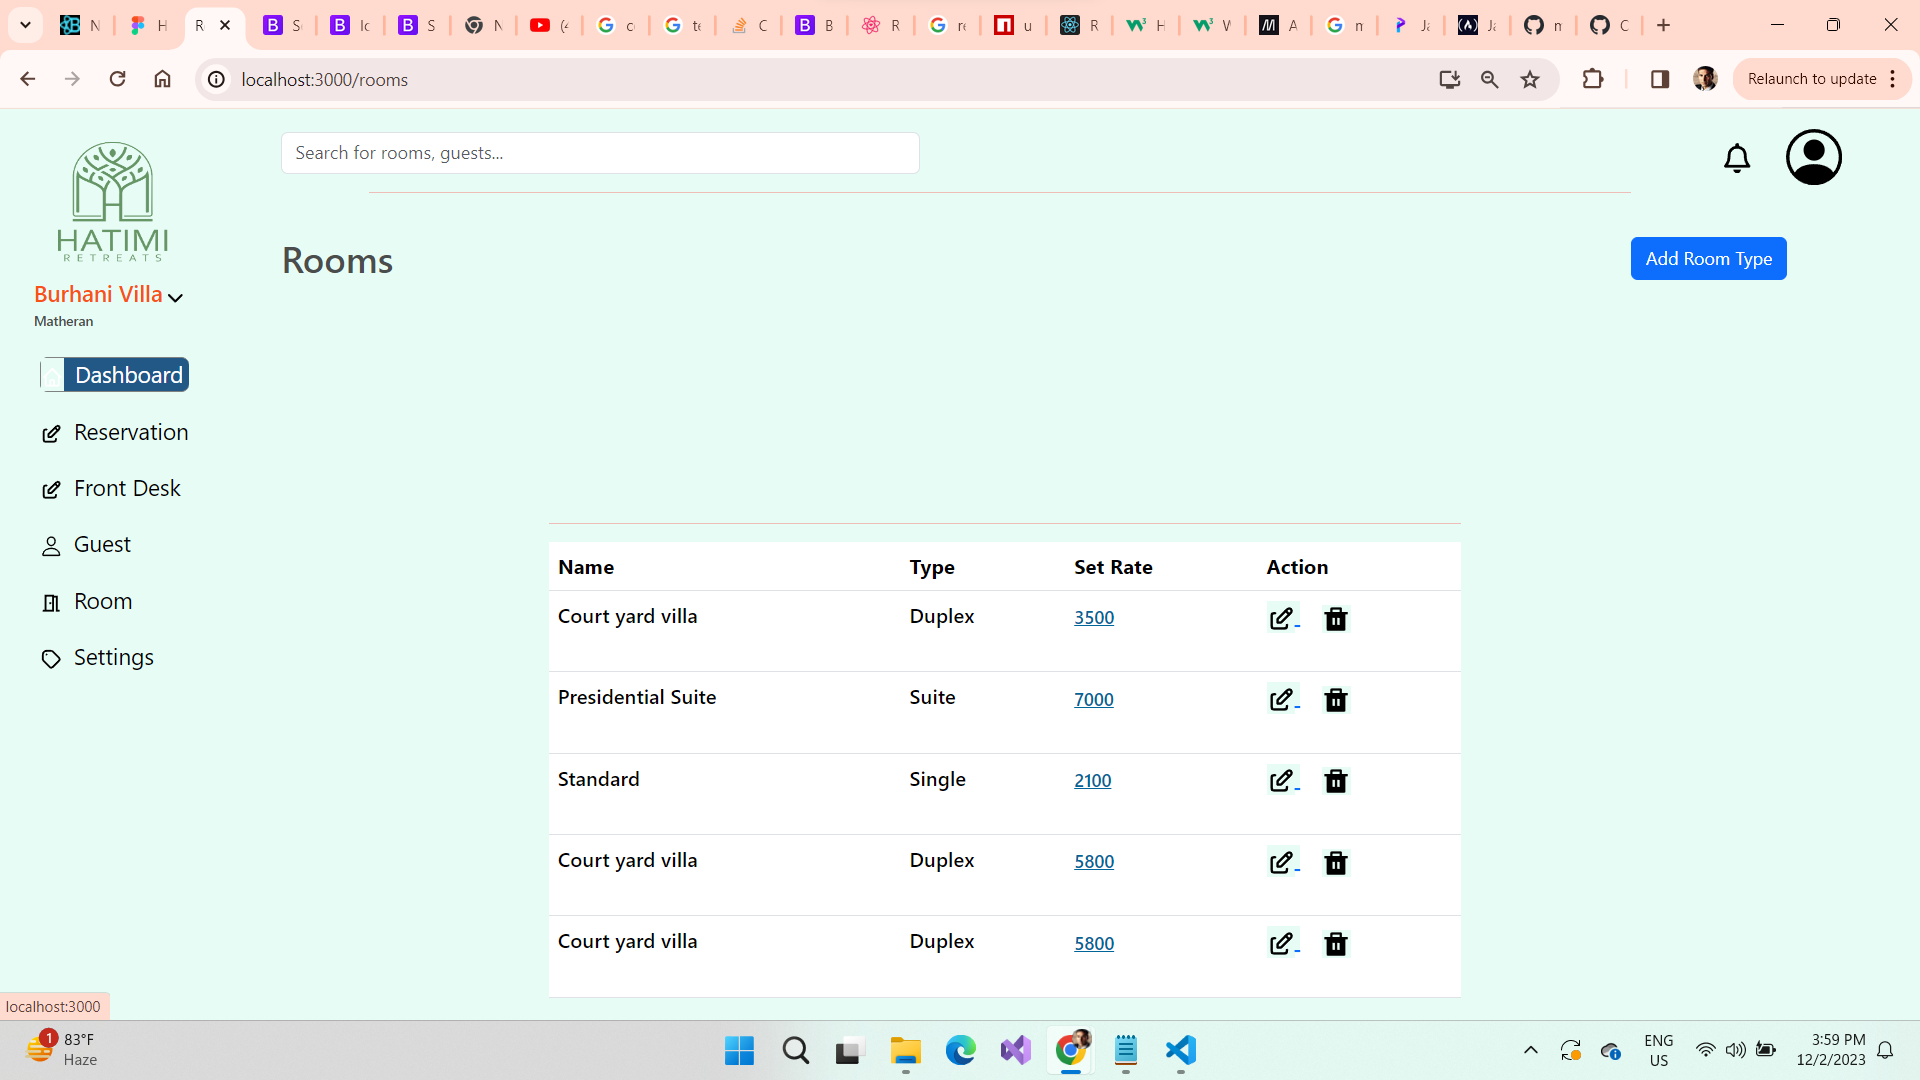 localhost:3000/rooms
Relaunch to update
Search for rooms, guests...
HATIMI
RETREATS
Burhani Villa
Matheran
Rooms
Add Room Type
Dashboard
Reservation
Front Desk
Guest
Room
Settings
Name Type Set Rate Action
Court yard villa Duplex 3500
Presidential Suite Suite 7000
Standard Single 2100
Court yard villa Duplex 5800
Court yard villa Duplex 5800
localhost:3000
1
83°F
Haze
ENG
US
3:59 PM
12/2/2023